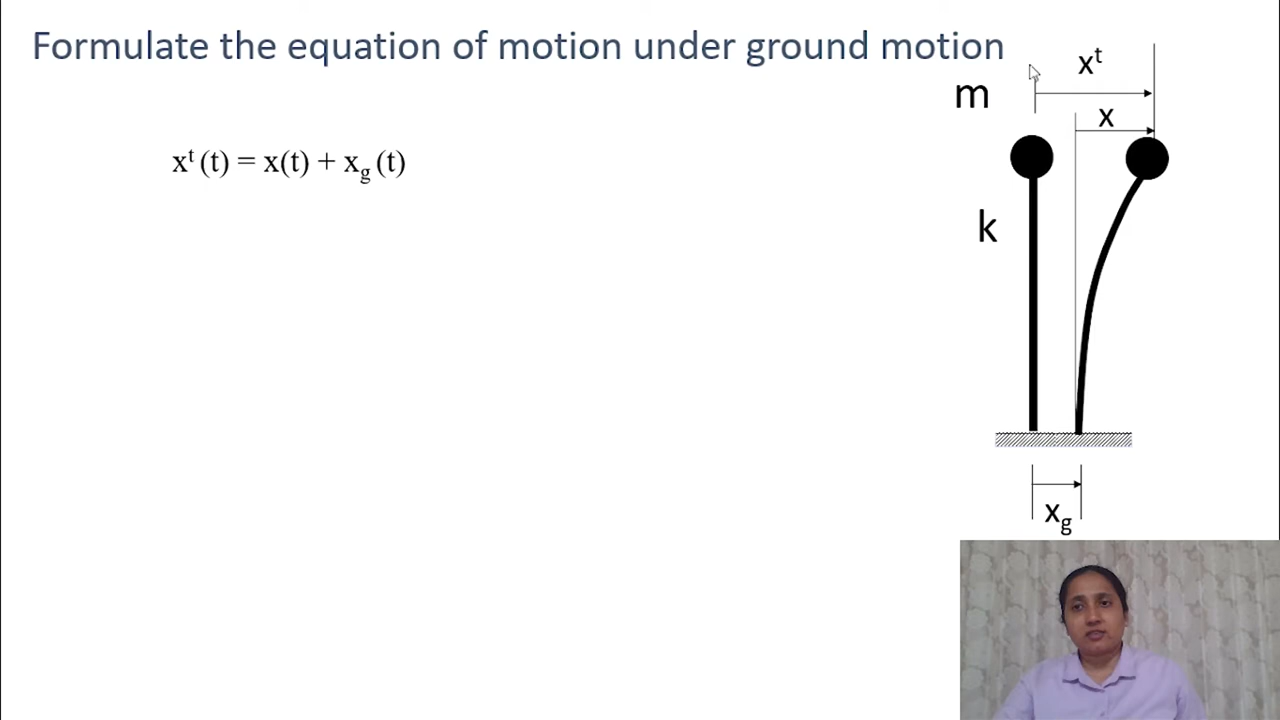 Formulate the equation of motion under ground motion
xᵗ
m
x
xᵗ (t) = x(t) + x_g (t)
k
x_g